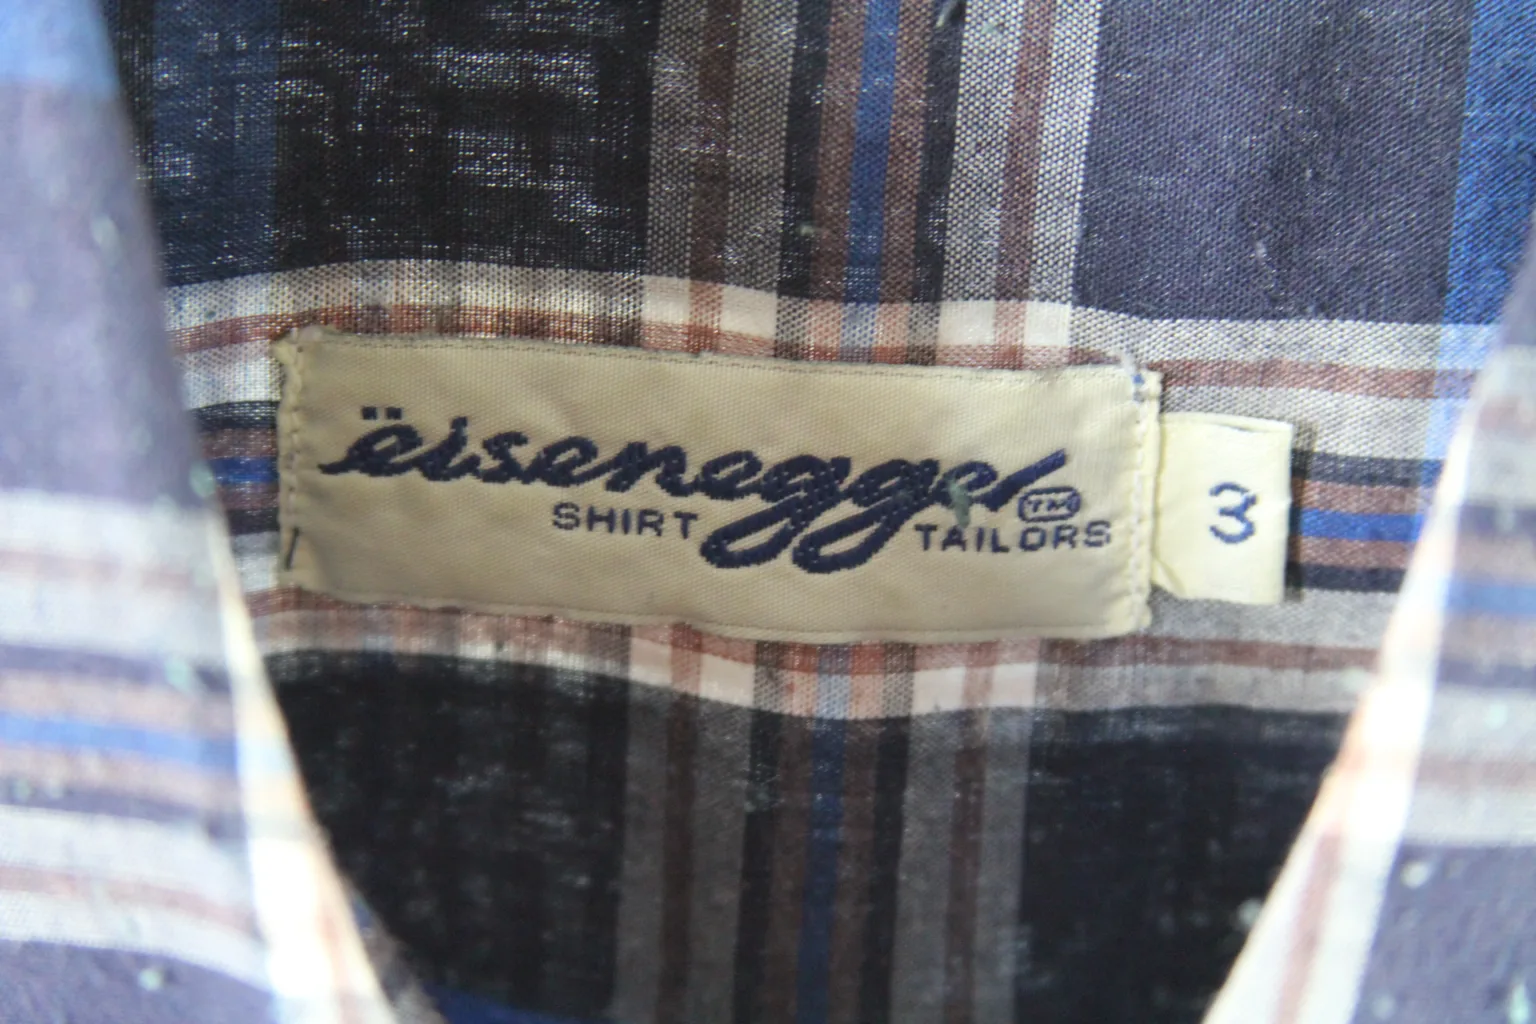 ëisenegger
TM
SHIRT TAILORS
3